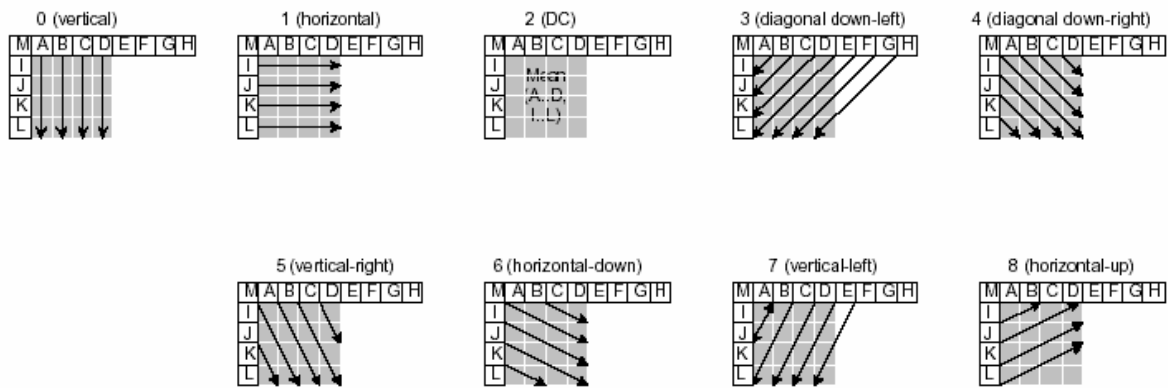 0 (vertical)
1 (horizontal)
2 (DC)
3 (diagonal down-left)
4 (diagonal down-right)
M A B C D E F G H
I
J
K
L
M A B C D E F G H
I
J
K
L
M A B C D E F G H
I
J
K
L
Mean
(A..D,
I..L)
M A B C D E F G H
I
J
K
L
M A B C D E F G H
I
J
K
L
5 (vertical-right)
6 (horizontal-down)
7 (vertical-left)
8 (horizontal-up)
M A B C D E F G H
I
J
K
L
M A B C D E F G H
I
J
K
L
M A B C D E F G H
I
J
K
L
M A B C D E F G H
I
J
K
L